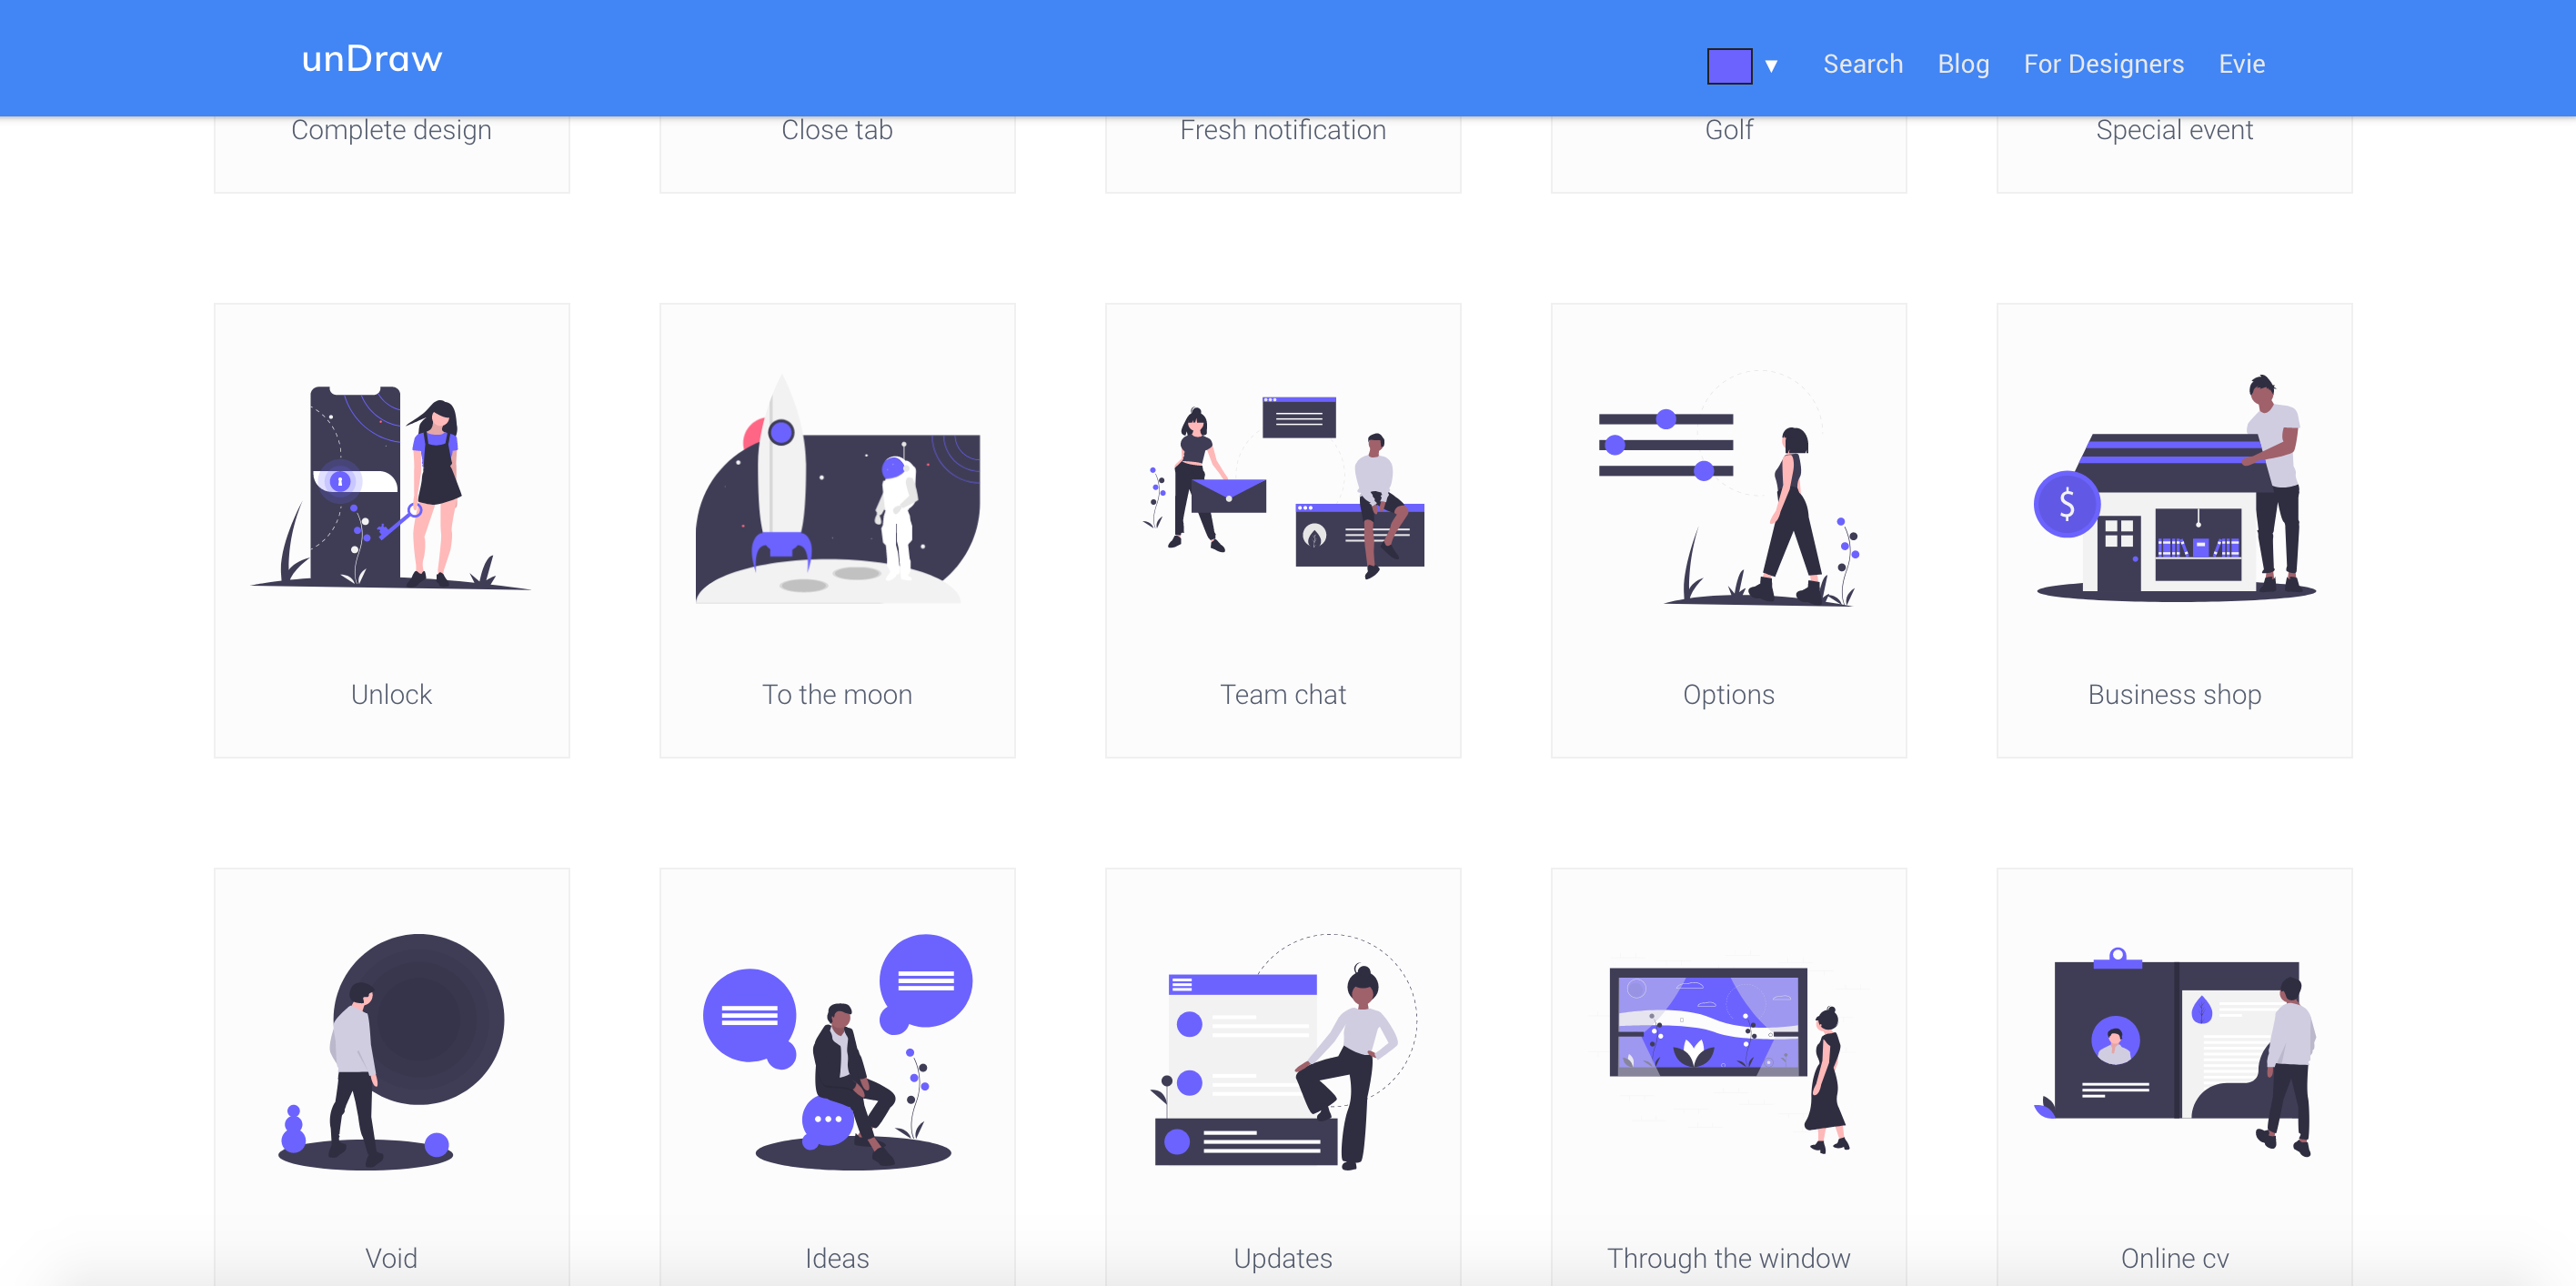 unDraw
▼ Search Blog For Designers Evie
Complete design
Close tab
Fresh notification
Golf
Special event
$
Unlock
To the moon
Team chat
Options
Business shop
Void
Ideas
Updates
Through the window
Online cv